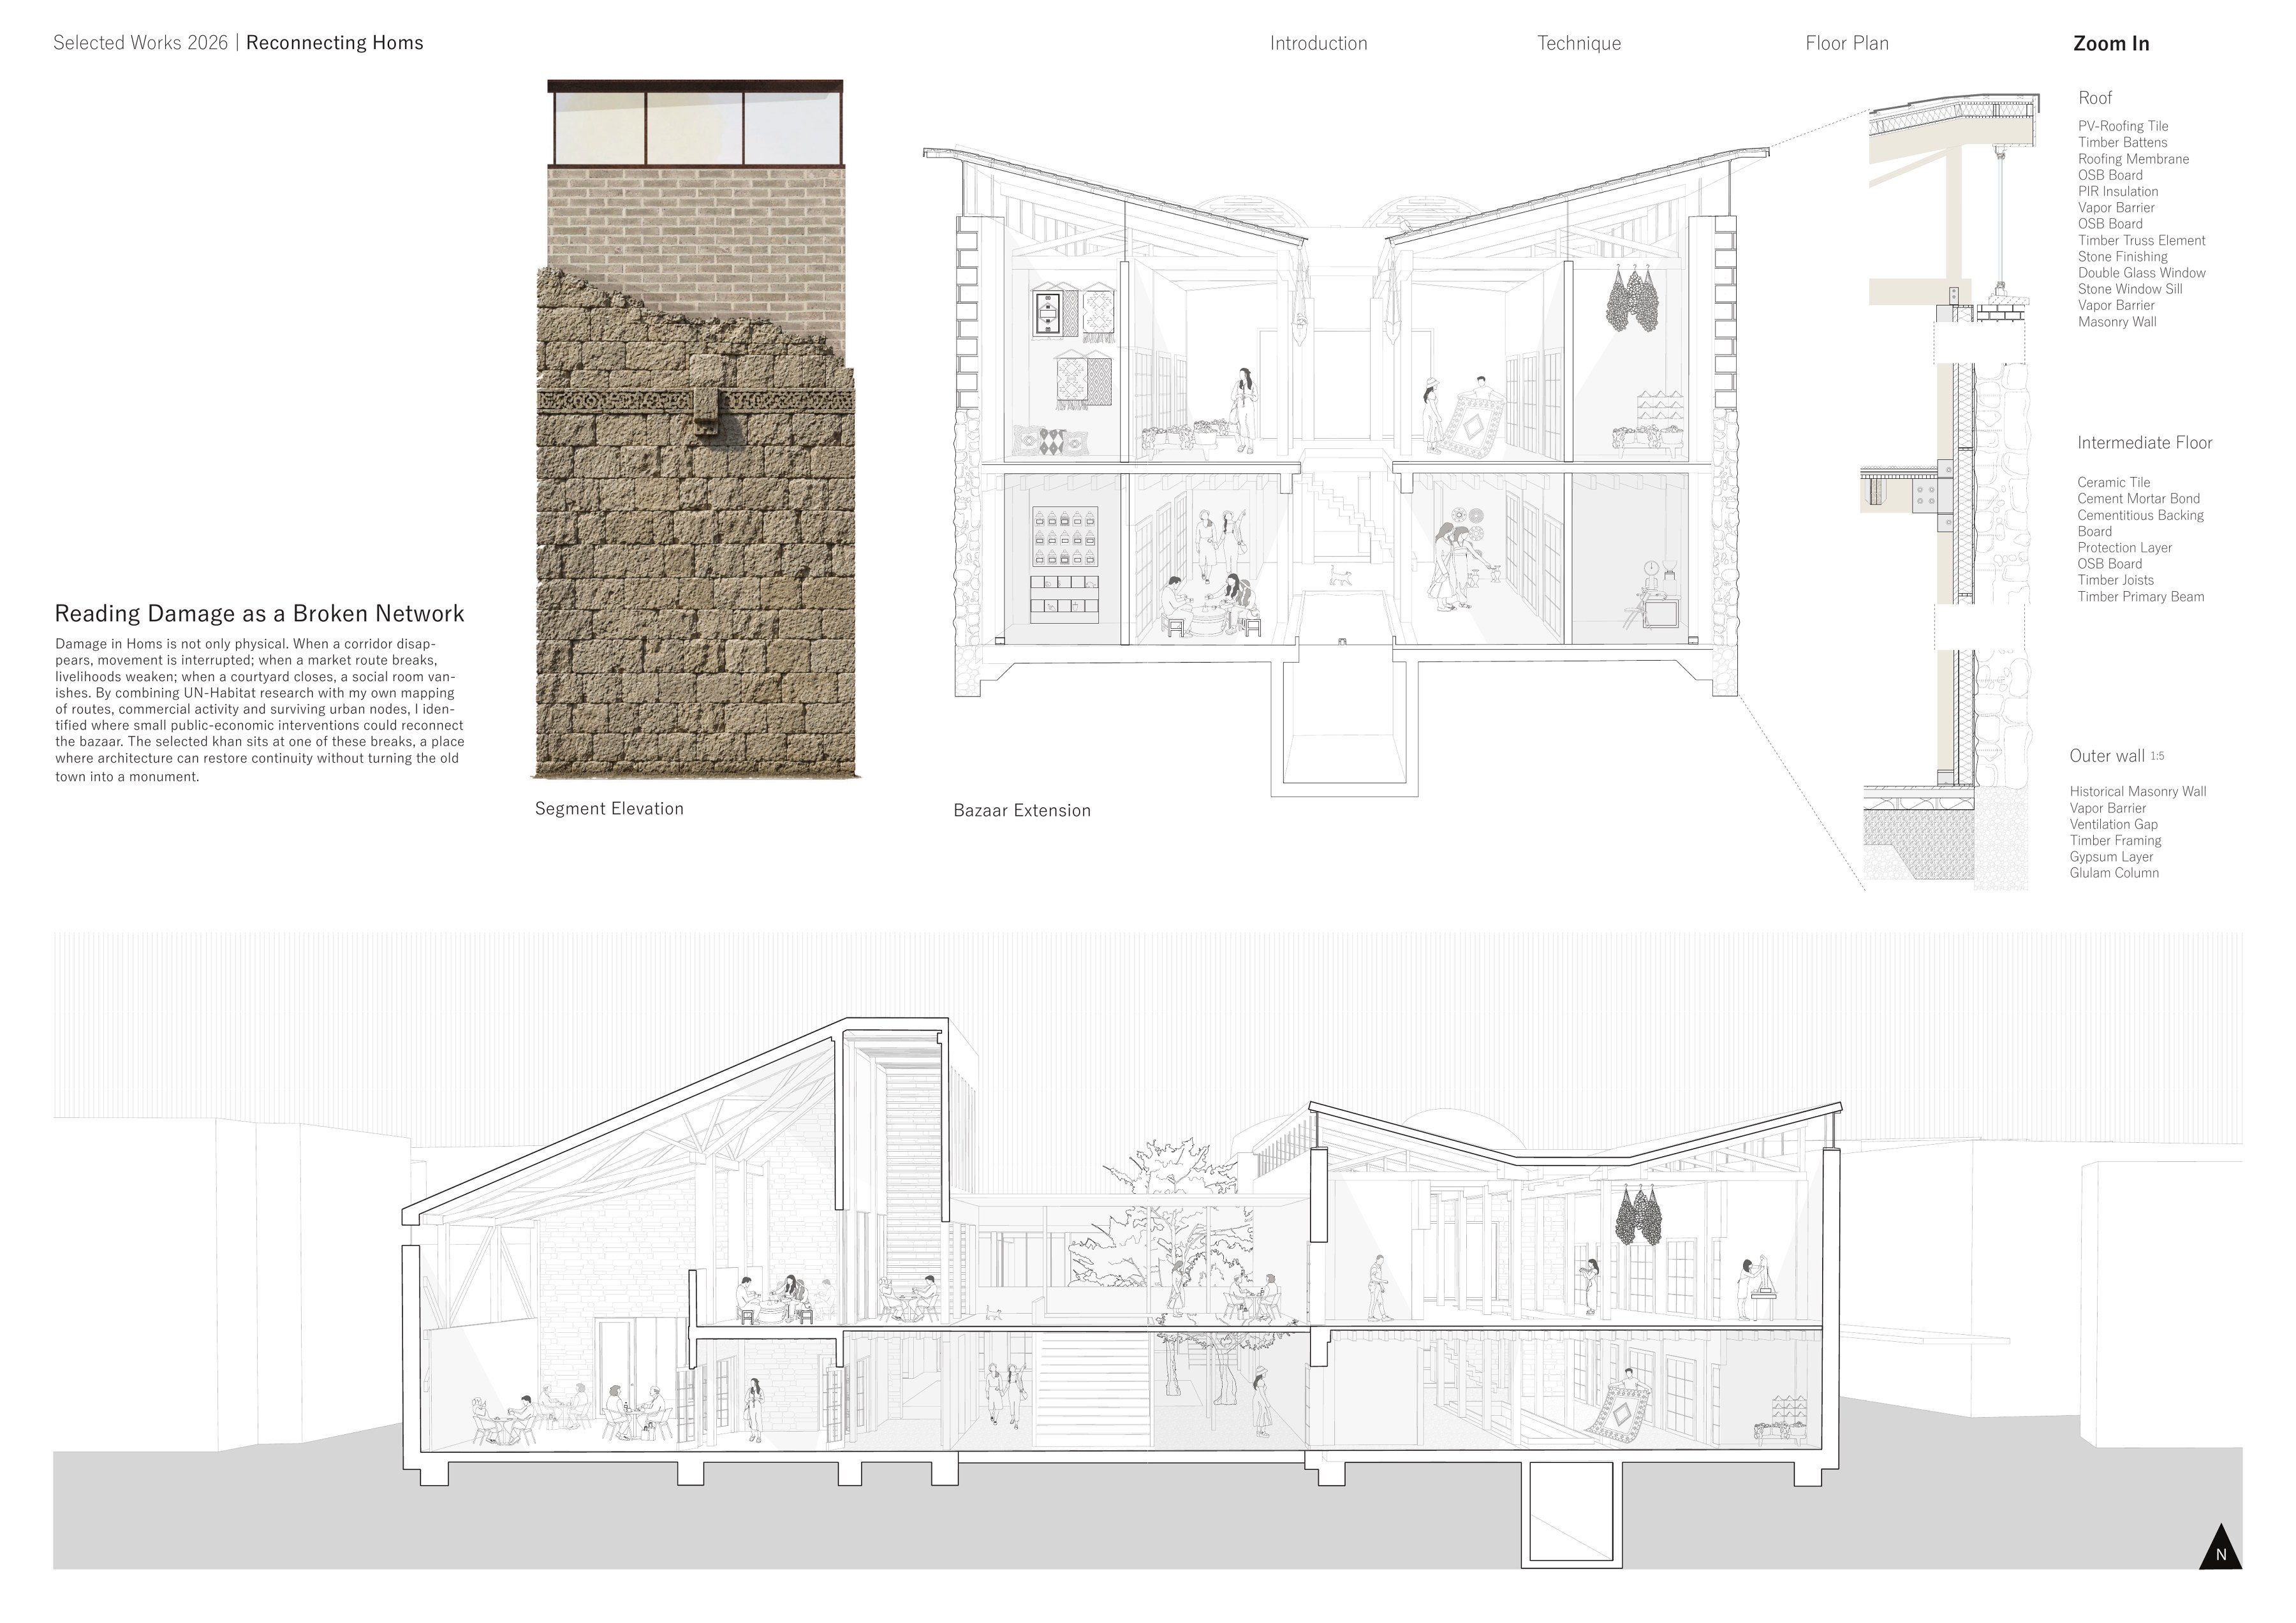 Selected Works 2026 | Reconnecting Homs
Introduction
Technique
Floor Plan
Zoom In
Roof
PV-Roofing Tile
Timber Battens
Roofing Membrane
OSB Board
PIR Insulation
Vapor Barrier
OSB Board
Timber Truss Element
Stone Finishing
Double Glass Window
Stone Window Sill
Vapor Barrier
Masonry Wall
Intermediate Floor
Ceramic Tile
Cement Mortar Bond
Cementitious Backing
Board
Protection Layer
OSB Board
Timber Joists
Timber Primary Beam
Outer wall 1:5
Historical Masonry Wall
Vapor Barrier
Ventilation Gap
Timber Framing
Gypsum Layer
Glulam Column
Reading Damage as a Broken Network
Damage in Homs is not only physical. When a corridor disap-
pears, movement is interrupted; when a market route breaks,
livelihoods weaken; when a courtyard closes, a social room van-
ishes. By combining UN-Habitat research with my own mapping
of routes, commercial activity and surviving urban nodes, I iden-
tified where small public-economic interventions could reconnect
the bazaar. The selected khan sits at one of these breaks, a place
where architecture can restore continuity without turning the old
town into a monument.
Segment Elevation
Bazaar Extension
N